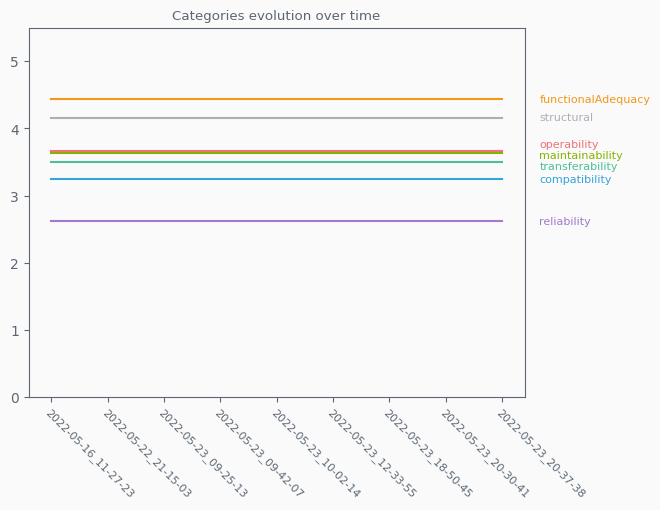 Categories evolution over time
5
4
3
2
1
0
functionalAdequacy
structural
operability
maintainability
transferability
compatibility
reliability
2022-05-16_11-27-23
2022-05-22_21-15-03
2022-05-23_09-25-13
2022-05-23_09-42-07
2022-05-23_10-02-14
2022-05-23_12-33-55
2022-05-23_18-50-45
2022-05-23_20-30-41
2022-05-23_20-37-38